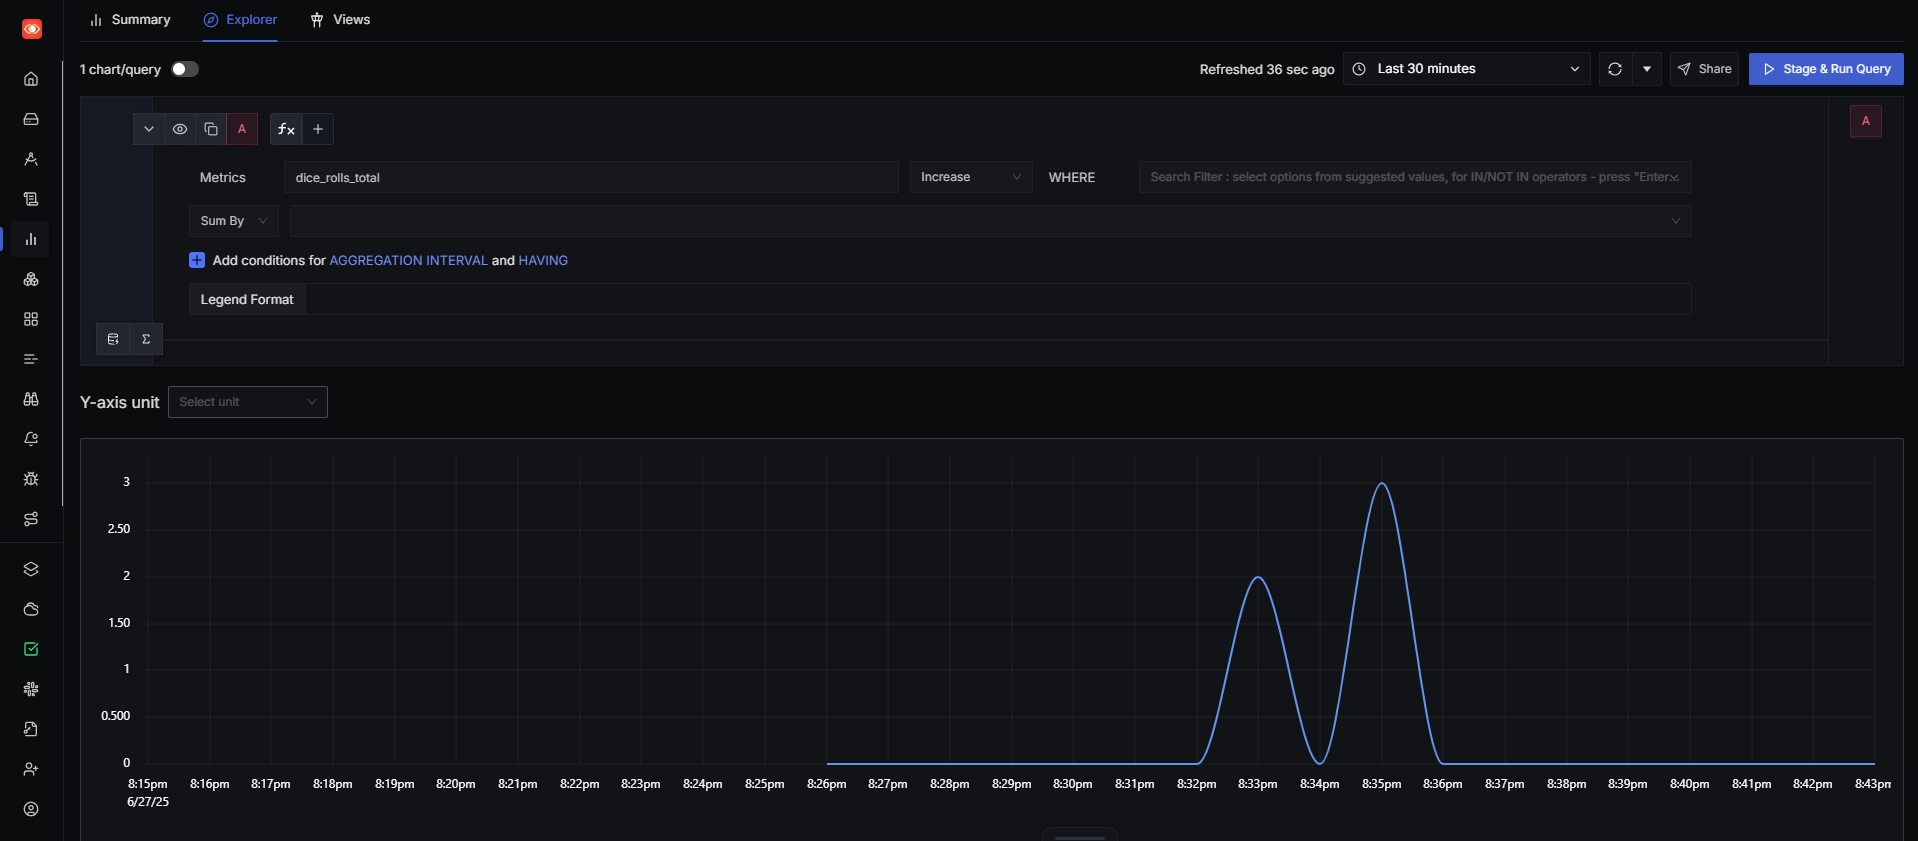 Summary Explorer Views
1 chart/query Refreshed 36 sec ago Last 30 minutes Share Stage & Run Query
A fx + A
Metrics dice_rolls_total Increase WHERE Search Filter : select options from suggested values, for IN/NOT IN operators - press "Enter
Sum By
Add conditions for AGGREGATION INTERVAL and HAVING
Legend Format
Σ
Y-axis unit Select unit
3
2.50
2
1.50
1
0.500
0
8:15pm 8:16pm 8:17pm 8:18pm 8:19pm 8:20pm 8:21pm 8:22pm 8:23pm 8:24pm 8:25pm 8:26pm 8:27pm 8:28pm 8:29pm 8:30pm 8:31pm 8:32pm 8:33pm 8:34pm 8:35pm 8:36pm 8:37pm 8:38pm 8:39pm 8:40pm 8:41pm 8:42pm 8:43pm
6/27/25